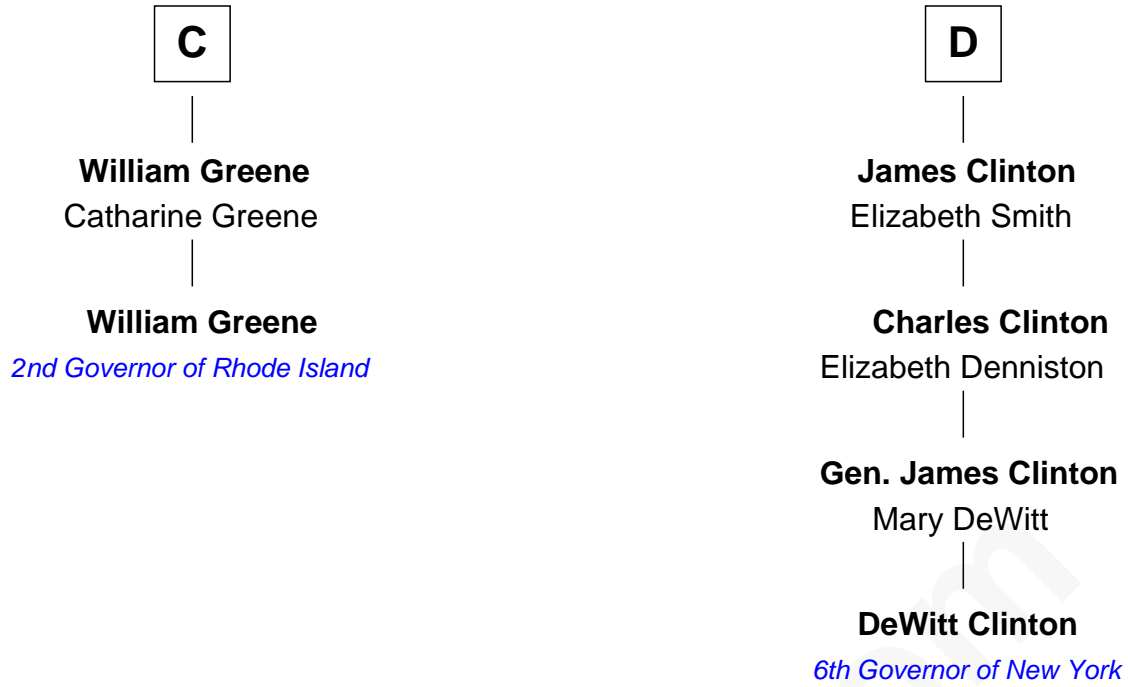 C
William Greene
Catharine Greene
William Greene
2nd Governor of Rhode Island
D
James Clinton
Elizabeth Smith
Charles Clinton
Elizabeth Denniston
Gen. James Clinton
Mary DeWitt
DeWitt Clinton
6th Governor of New York